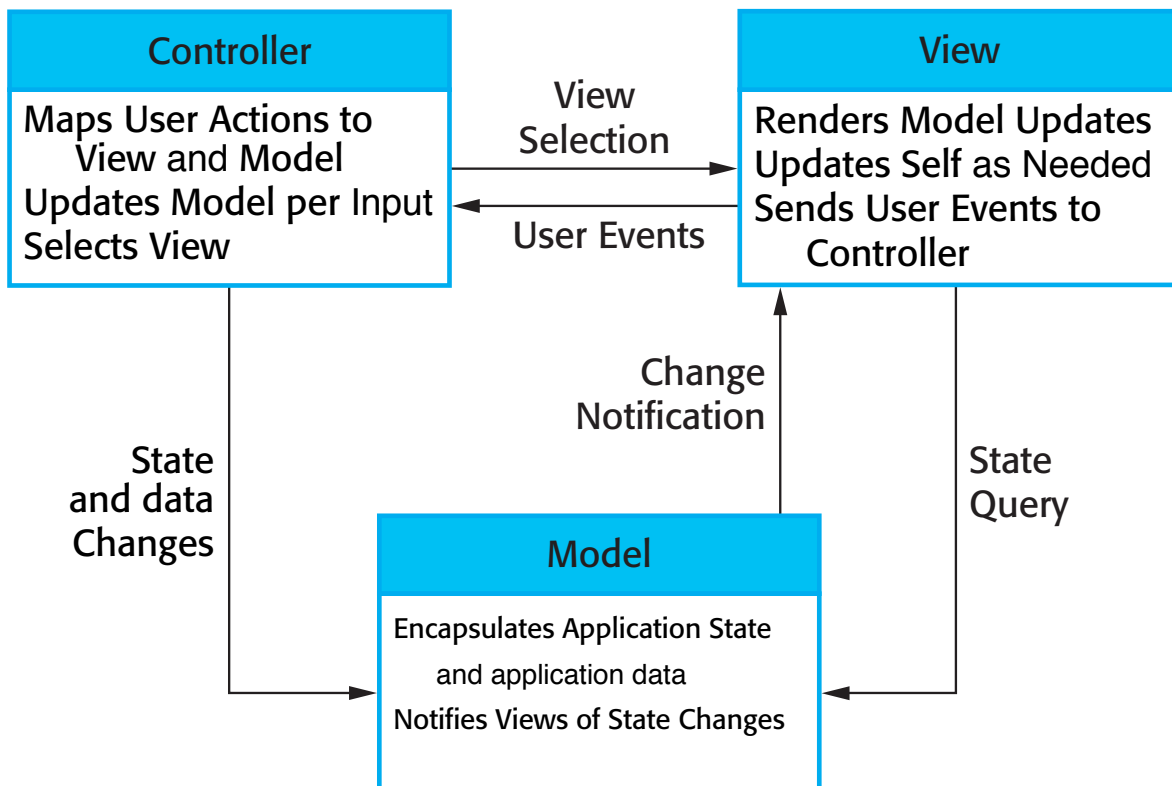 Controller
Maps User Actions to
View and Model
Updates Model per Input
Selects View
View
Selection
User Events
View
Renders Model Updates
Updates Self as Needed
Sends User Events to
Controller
State
and data
Changes
Change
Notification
State
Query
Model
Encapsulates Application State
and application data
Notifies Views of State Changes